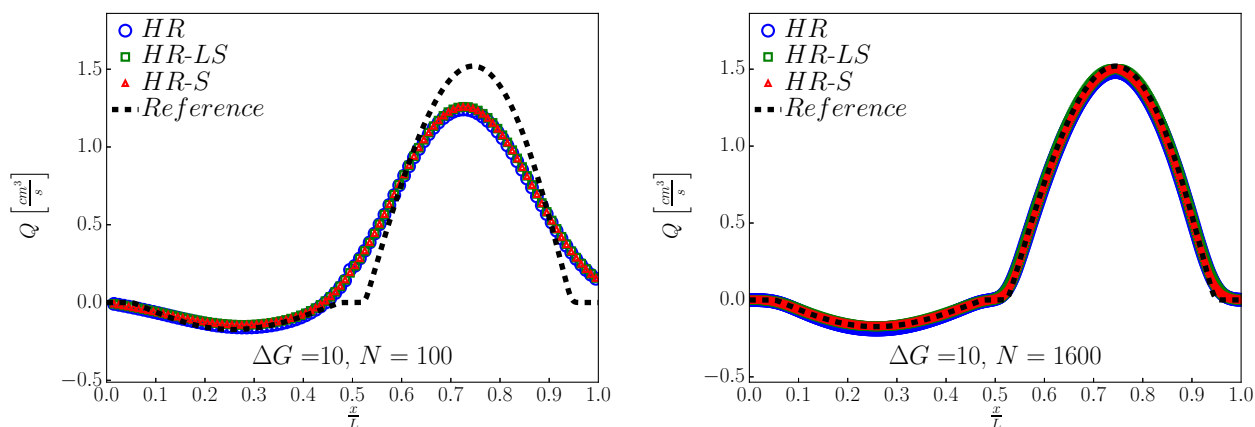 HR
HR-LS
HR-S
Reference
1.5
1.0
0.5
0.0
−0.5
Q [cm³/s]
ΔG =10, N = 100
0.0 0.1 0.2 0.3 0.4 0.5 0.6 0.7 0.8 0.9 1.0
x/L
HR
HR-LS
HR-S
Reference
1.5
1.0
0.5
0.0
−0.5
Q [cm³/s]
ΔG =10, N = 1600
0.0 0.1 0.2 0.3 0.4 0.5 0.6 0.7 0.8 0.9 1.0
x/L